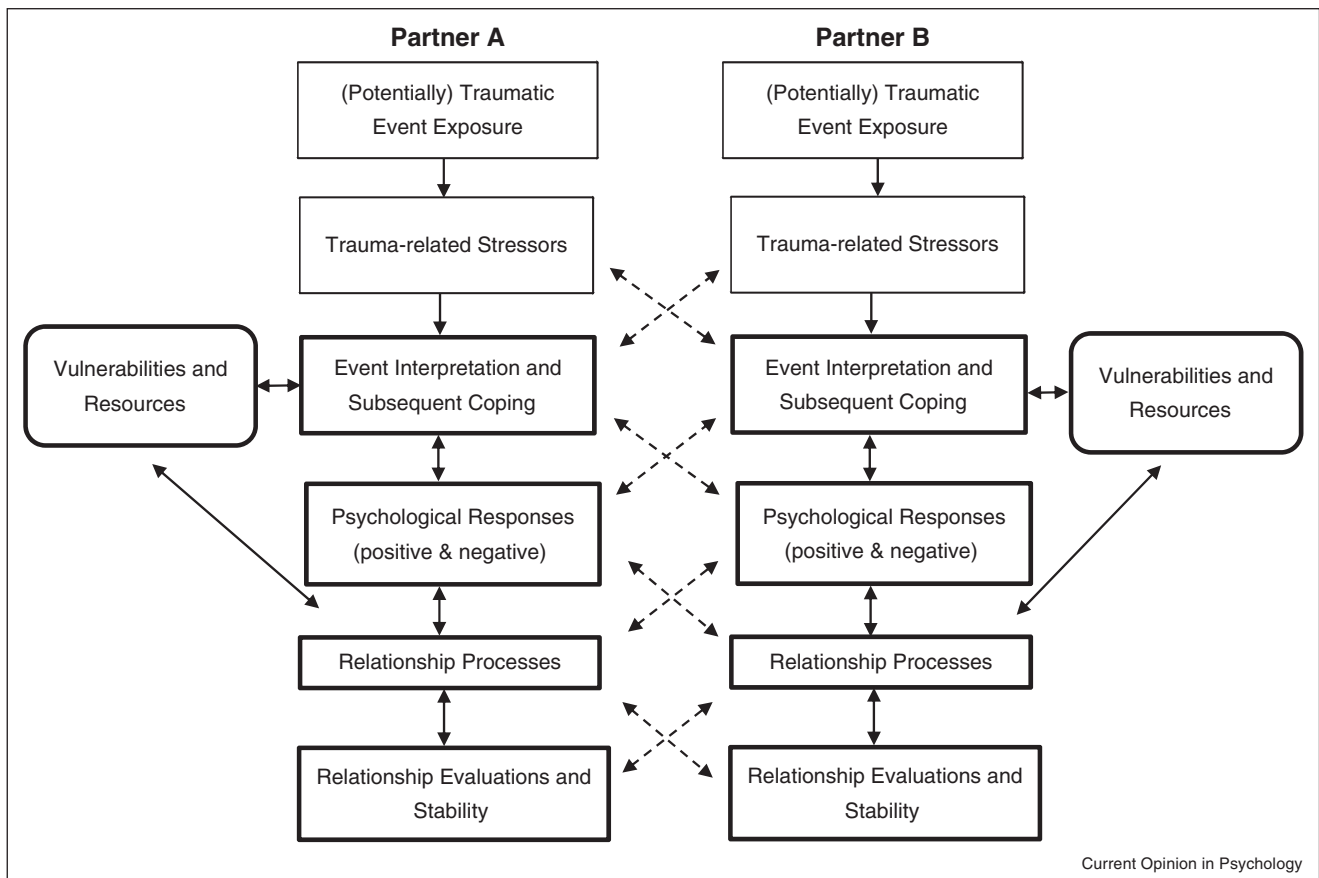 Partner A
Partner B
(Potentially) Traumatic
Event Exposure
(Potentially) Traumatic
Event Exposure
Trauma-related Stressors
Trauma-related Stressors
Vulnerabilities and
Resources
Event Interpretation and
Subsequent Coping
Event Interpretation and
Subsequent Coping
Vulnerabilities and
Resources
Psychological Responses
(positive & negative)
Psychological Responses
(positive & negative)
Relationship Processes
Relationship Processes
Relationship Evaluations and
Stability
Relationship Evaluations and
Stability
Current Opinion in Psychology